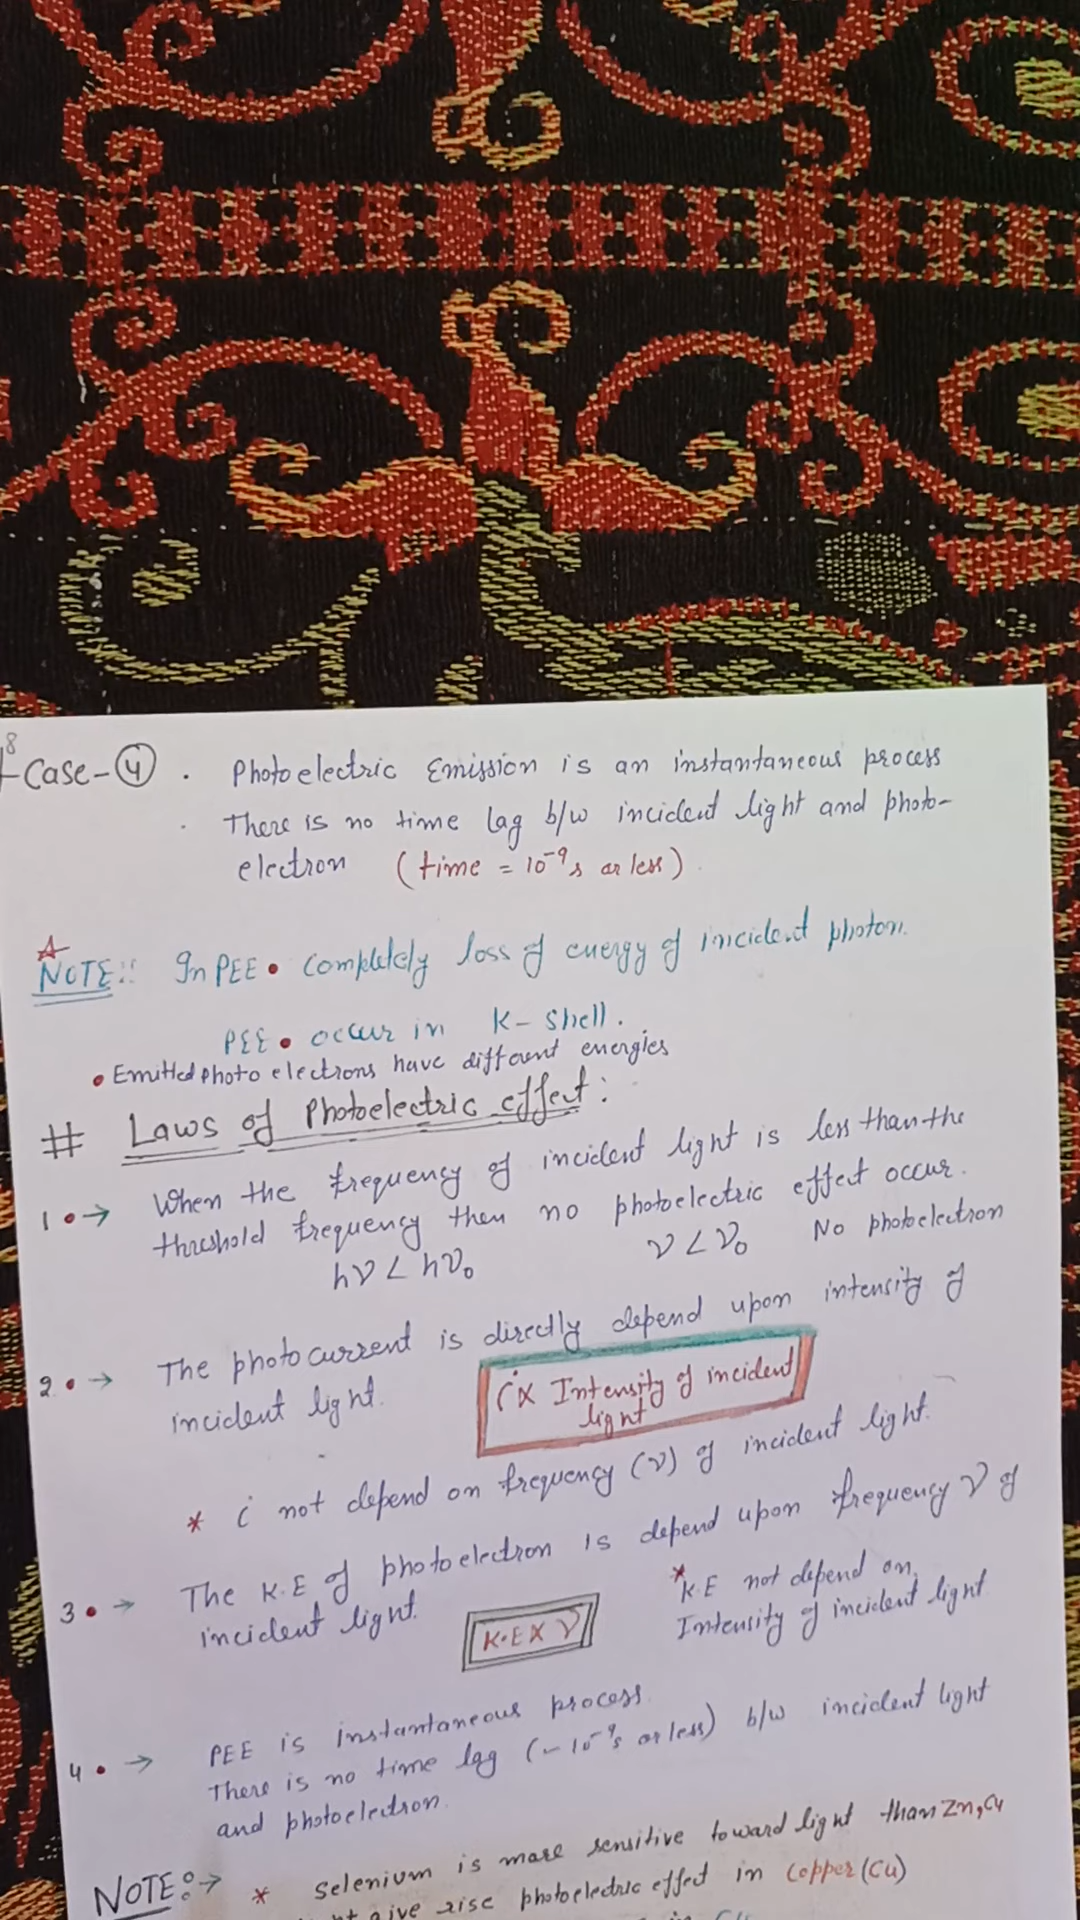 8
Case-4 . Photoelectric Emission is an instantaneous process
. There is no time lag b/w incident light and photo-
electron (time = 10⁻⁹s or less)
NOTE:: In PEE • completely loss of energy of incident photon.
PEE • occur in K-Shell.
• Emitted photo electrons have different energies
# Laws of Photoelectric effect:
1 •→ When the frequency of incident light is less than the
threshold frequency then no photoelectric effect occur.
hν < hν₀ ν < ν₀ No photoelectron
2 •→ The photocurrent is directly depend upon intensity of
incident light.
i ∝ Intensity of incident
light
* i not depend on frequency (ν) of incident light.
3 •→ The K.E of photoelectron is depend upon frequency ν of
incident light.
K.E ∝ ν
* K.E not depend on
Intensity of incident light.
4 •→ PEE is instantaneous process.
There is no time lag (~10⁻⁹s or less) b/w incident light
and photoelectron.
NOTE:→ * Selenium is more sensitive toward light than Zn, Cu
give rise photoelectric effect in Copper (Cu)
in